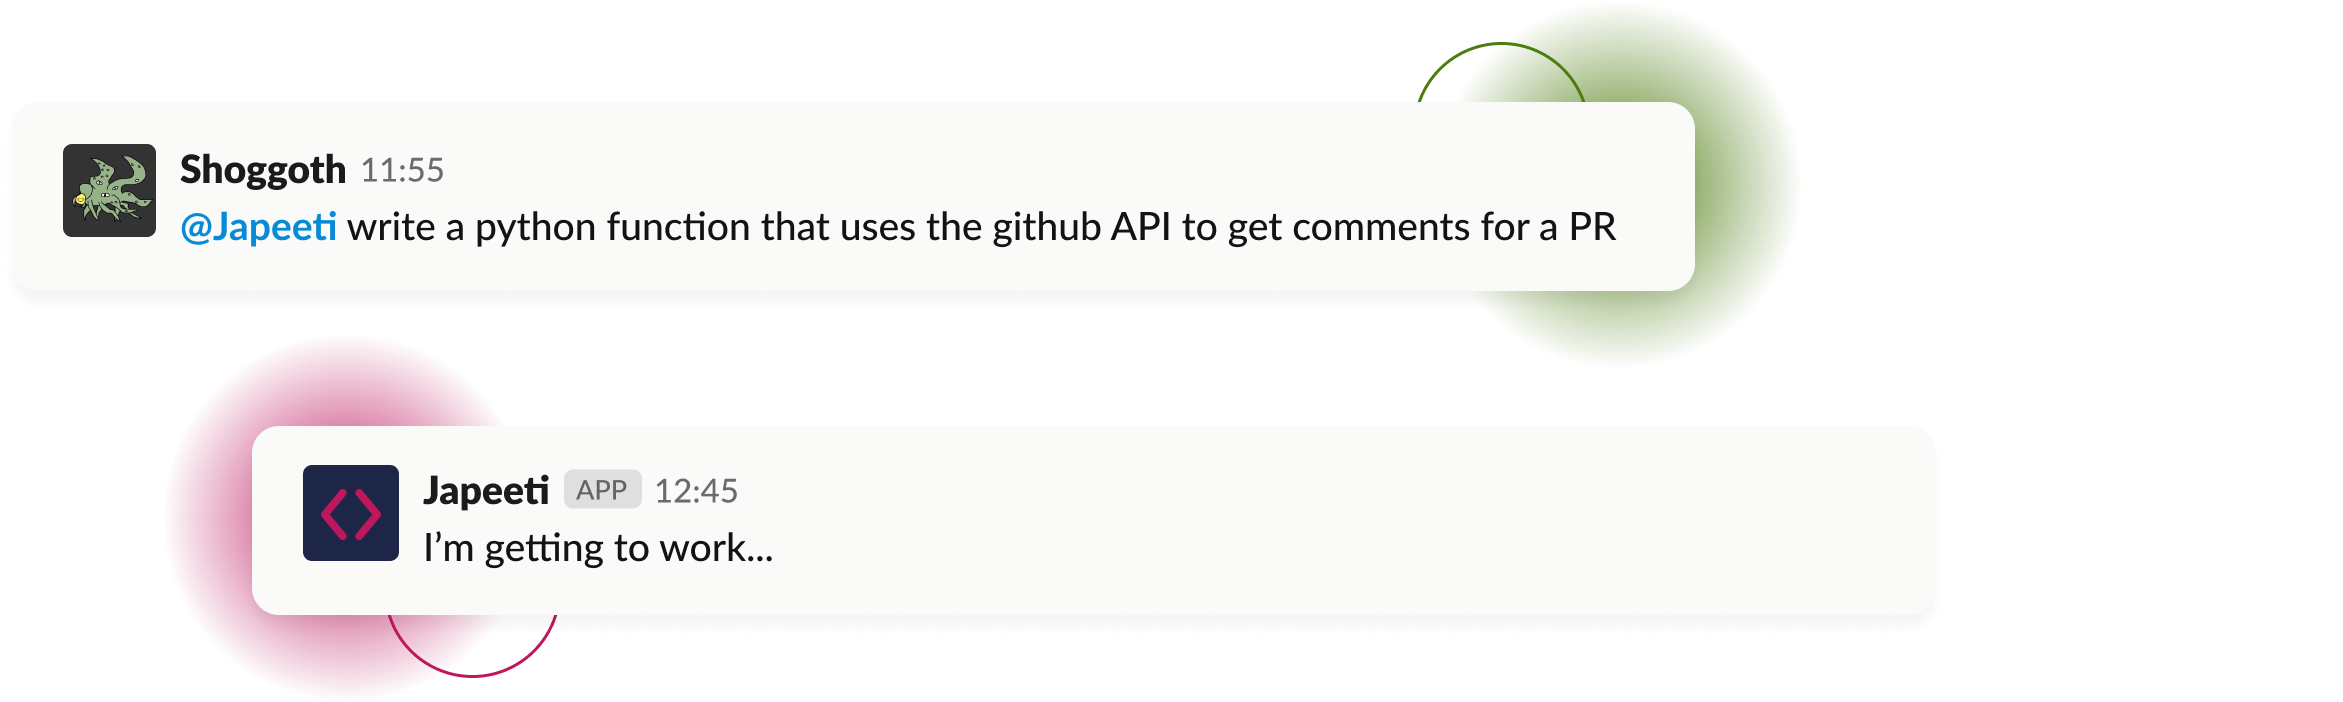 Shoggoth 11:55
@Japeeti write a python function that uses the github API to get comments for a PR
Japeeti APP 12:45
I’m getting to work...